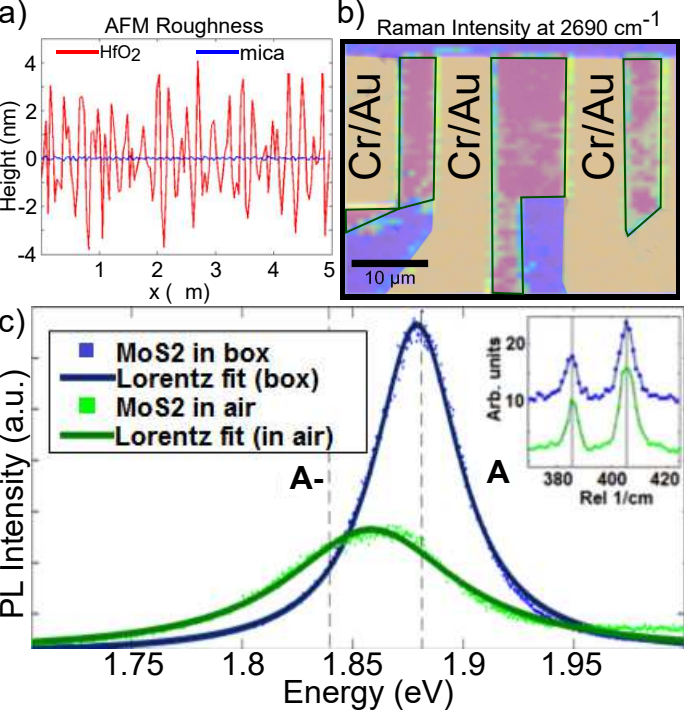 a)
AFM Roughness
HfO2
mica
Height (nm)
4
2
0
-2
-4
1
2
3
4
5
x ( m)
b)
Raman Intensity at 2690 cm-1
Cr/Au
Cr/Au
Cr/Au
10 µm
c)
MoS2 in box
Lorentz fit (box)
MoS2 in air
Lorentz fit (in air)
A-
A
PL Intensity (a.u.)
1.75
1.8
1.85
1.9
1.95
Energy (eV)
Arb. units
20
10
380
400
420
Rel 1/cm